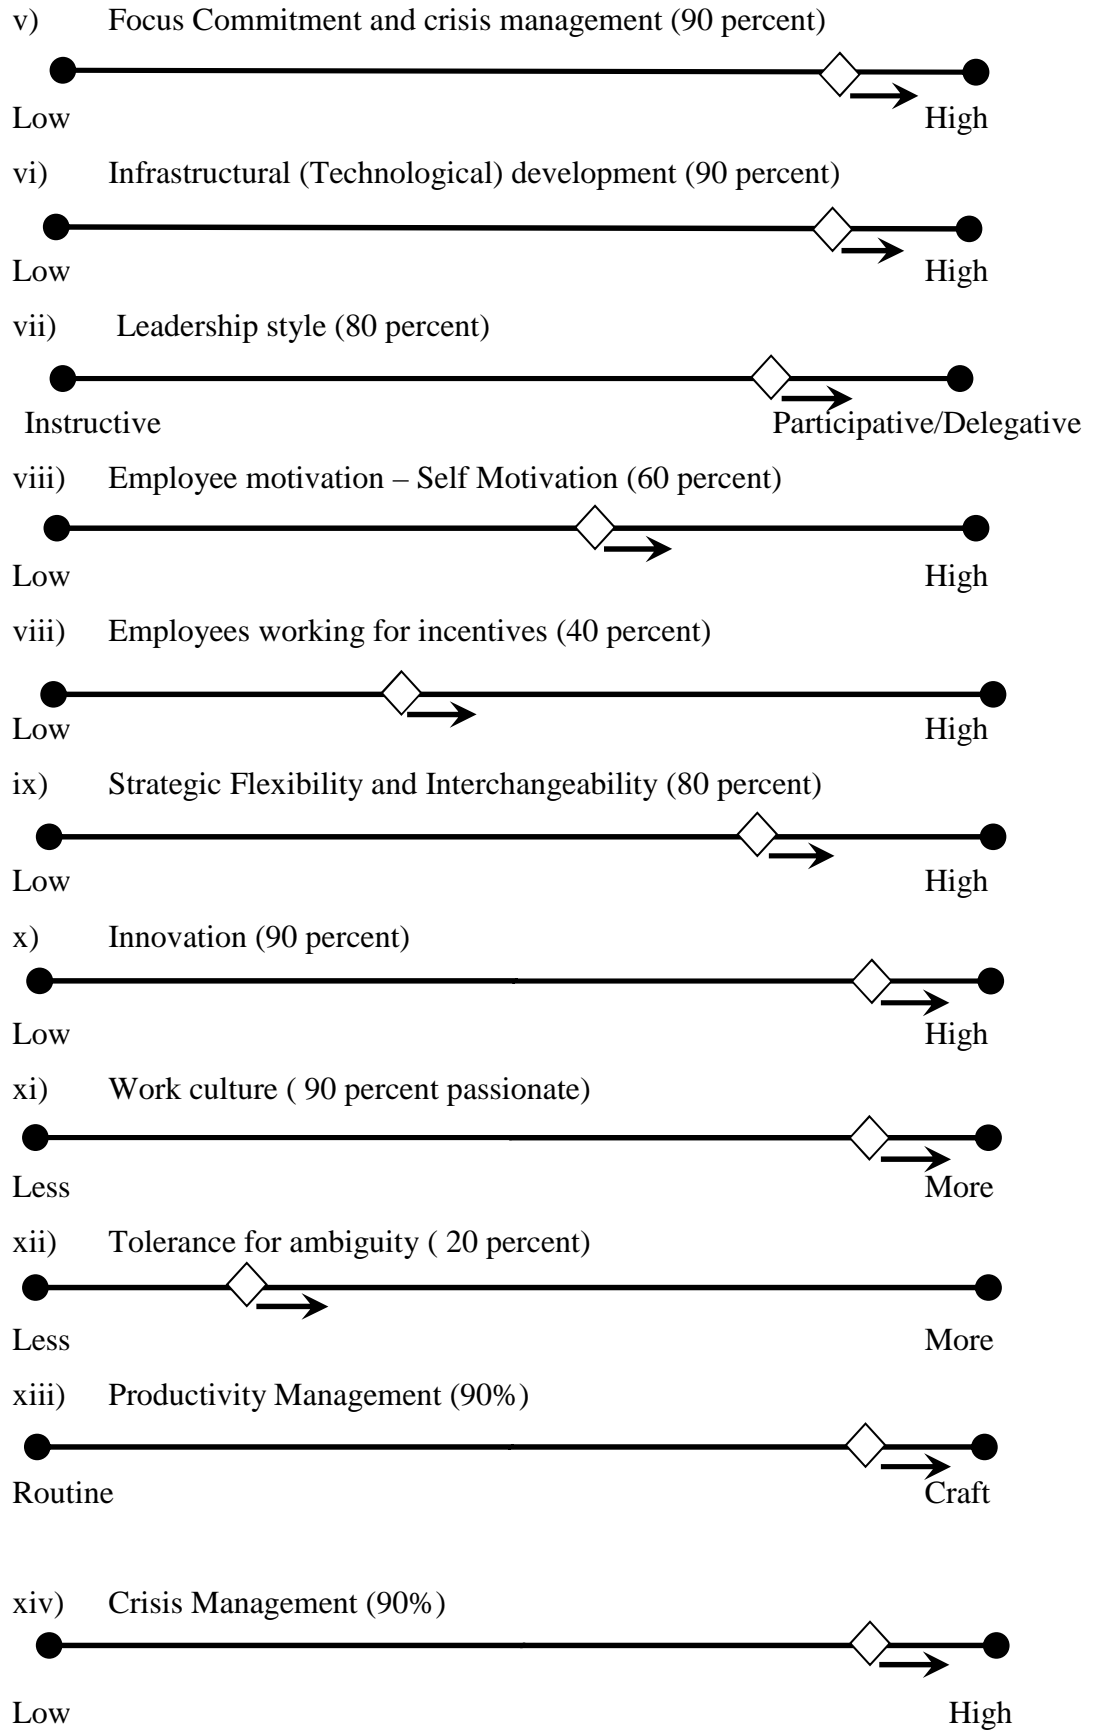 v) Focus Commitment and crisis management (90 percent)
Low High
vi) Infrastructural (Technological) development (90 percent)
Low High
vii) Leadership style (80 percent)
Instructive Participative/Delegative
viii) Employee motivation – Self Motivation (60 percent)
Low High
viii) Employees working for incentives (40 percent)
Low High
ix) Strategic Flexibility and Interchangeability (80 percent)
Low High
x) Innovation (90 percent)
Low High
xi) Work culture ( 90 percent passionate)
Less More
xii) Tolerance for ambiguity ( 20 percent)
Less More
xiii) Productivity Management (90%)
Routine Craft
xiv) Crisis Management (90%)
Low High